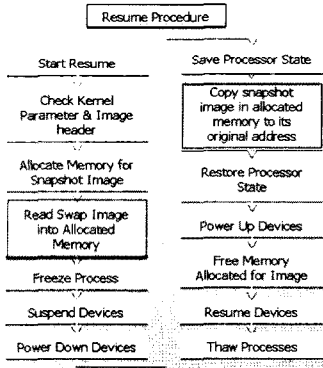 Resume Procedure
Start Resume
Check Kernel
Parameter & Image
header
Allocate Memory for
Snapshot Image
Read Swap Image
into Allocated
Memory
Freeze Process
Suspend Devices
Power Down Devices
Save Processor State
Copy snapshot
image in allocated
memory to its
original address
Restore Processor
State
Power Up Devices
Free Memory
Allocated for Image
Resume Devices
Thaw Processes